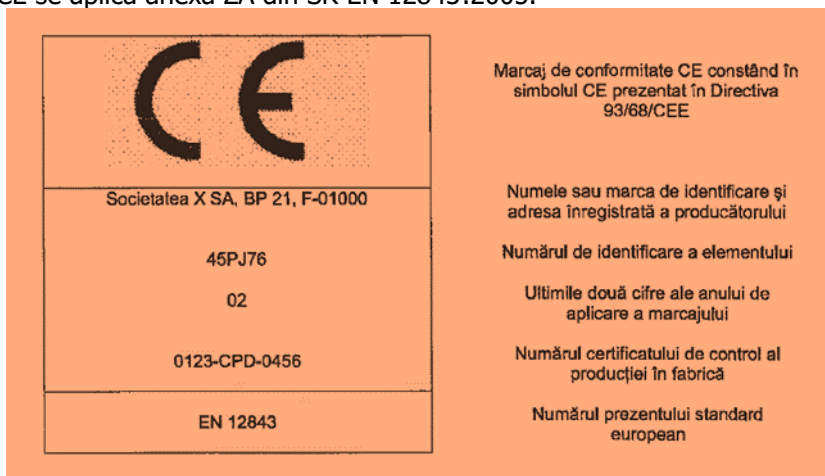 CE se aplica anexa ZA din SR EN 12843:2005.
CE
Marcaj de conformitate CE constând în
simbolul CE prezentat în Directiva
93/68/CEE
Societatea X SA, BP 21, F-01000
Numele sau marca de identificare şi
adresa înregistrată a producătorului
45PJ76
Numărul de identificare a elementului
02
Ultimile două cifre ale anului de
aplicare a marcajului
0123-CPD-0456
Numărul certificatului de control al
producţiei în fabrică
EN 12843
Numărul prezentului standard
european